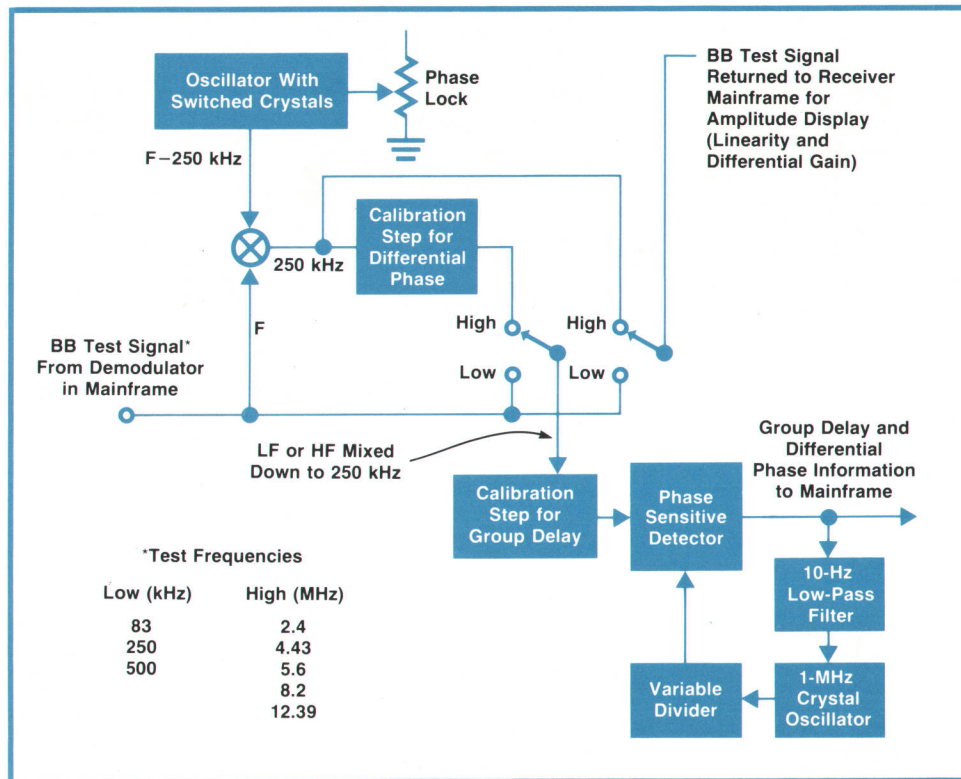 Oscillator With
Switched Crystals
Phase
Lock
BB Test Signal
Returned to Receiver
Mainframe for
Amplitude Display
(Linearity and
Differential Gain)
F–250 kHz
Calibration
Step for
Differential
Phase
250 kHz
F
High
High
Low
Low
BB Test Signal*
From Demodulator
in Mainframe
LF or HF Mixed
Down to 250 kHz
Calibration
Step for
Group Delay
Phase
Sensitive
Detector
Group Delay and
Differential
Phase Information
to Mainframe
10-Hz
Low-Pass
Filter
1-MHz
Crystal
Oscillator
Variable
Divider
*Test Frequencies
Low (kHz) High (MHz)
83 2.4
250 4.43
500 5.6
8.2
12.39